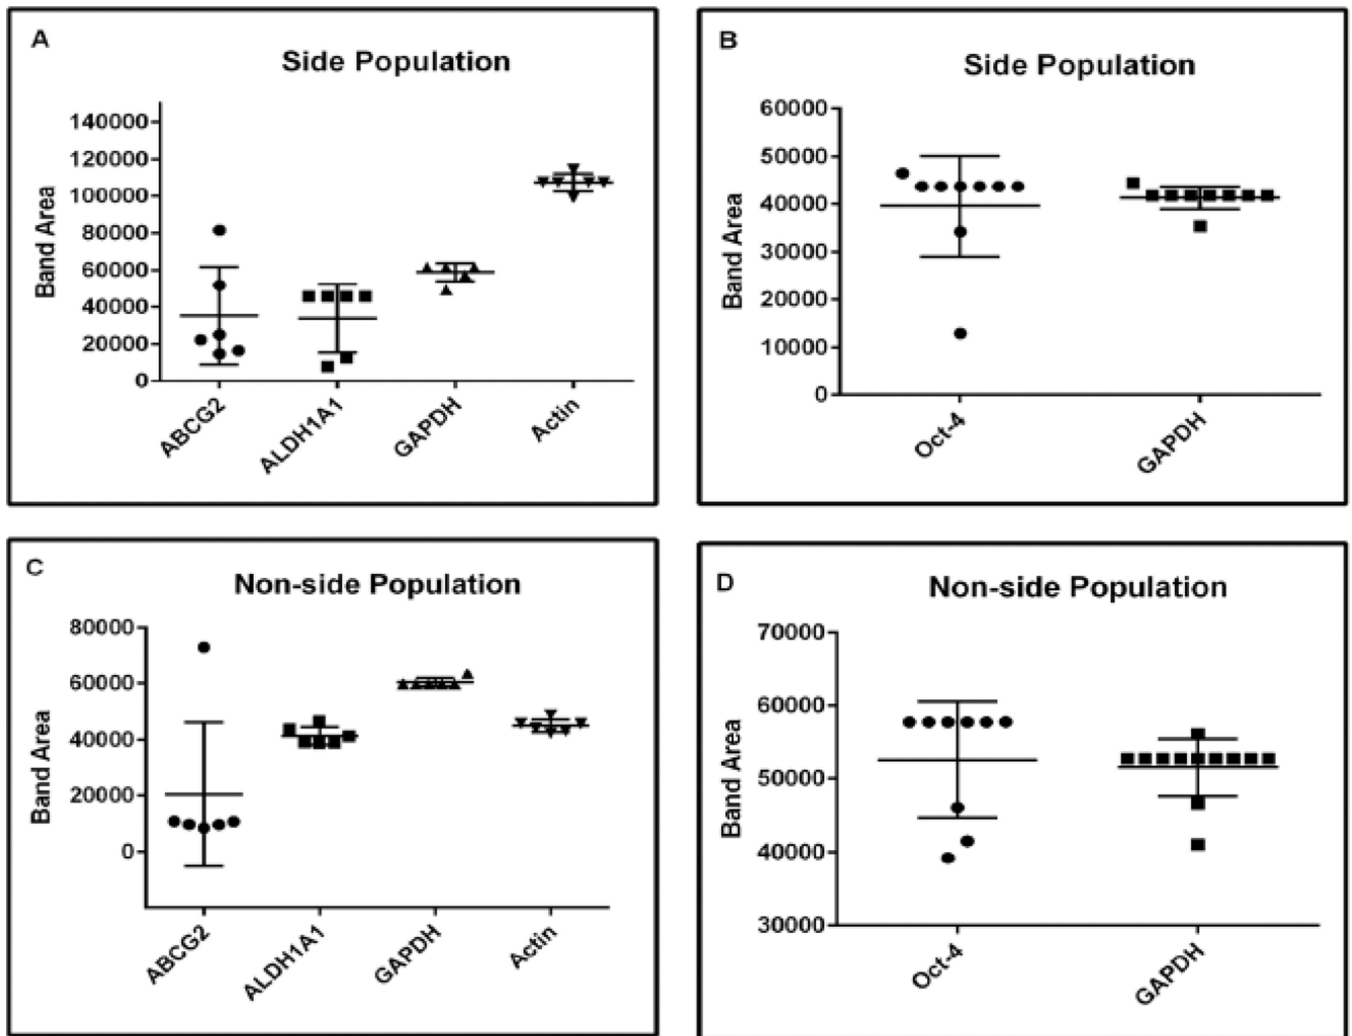 A
Side Population
Band Area
140000
120000
100000
80000
60000
40000
20000
0
ABCG2
ALDH1A1
GAPDH
Actin
B
Side Population
Band Area
60000
50000
40000
30000
20000
10000
0
Oct-4
GAPDH
C
Non-side Population
Band Area
80000
60000
40000
20000
0
ABCG2
ALDH1A1
GAPDH
Actin
D
Non-side Population
Band Area
70000
60000
50000
40000
30000
Oct-4
GAPDH